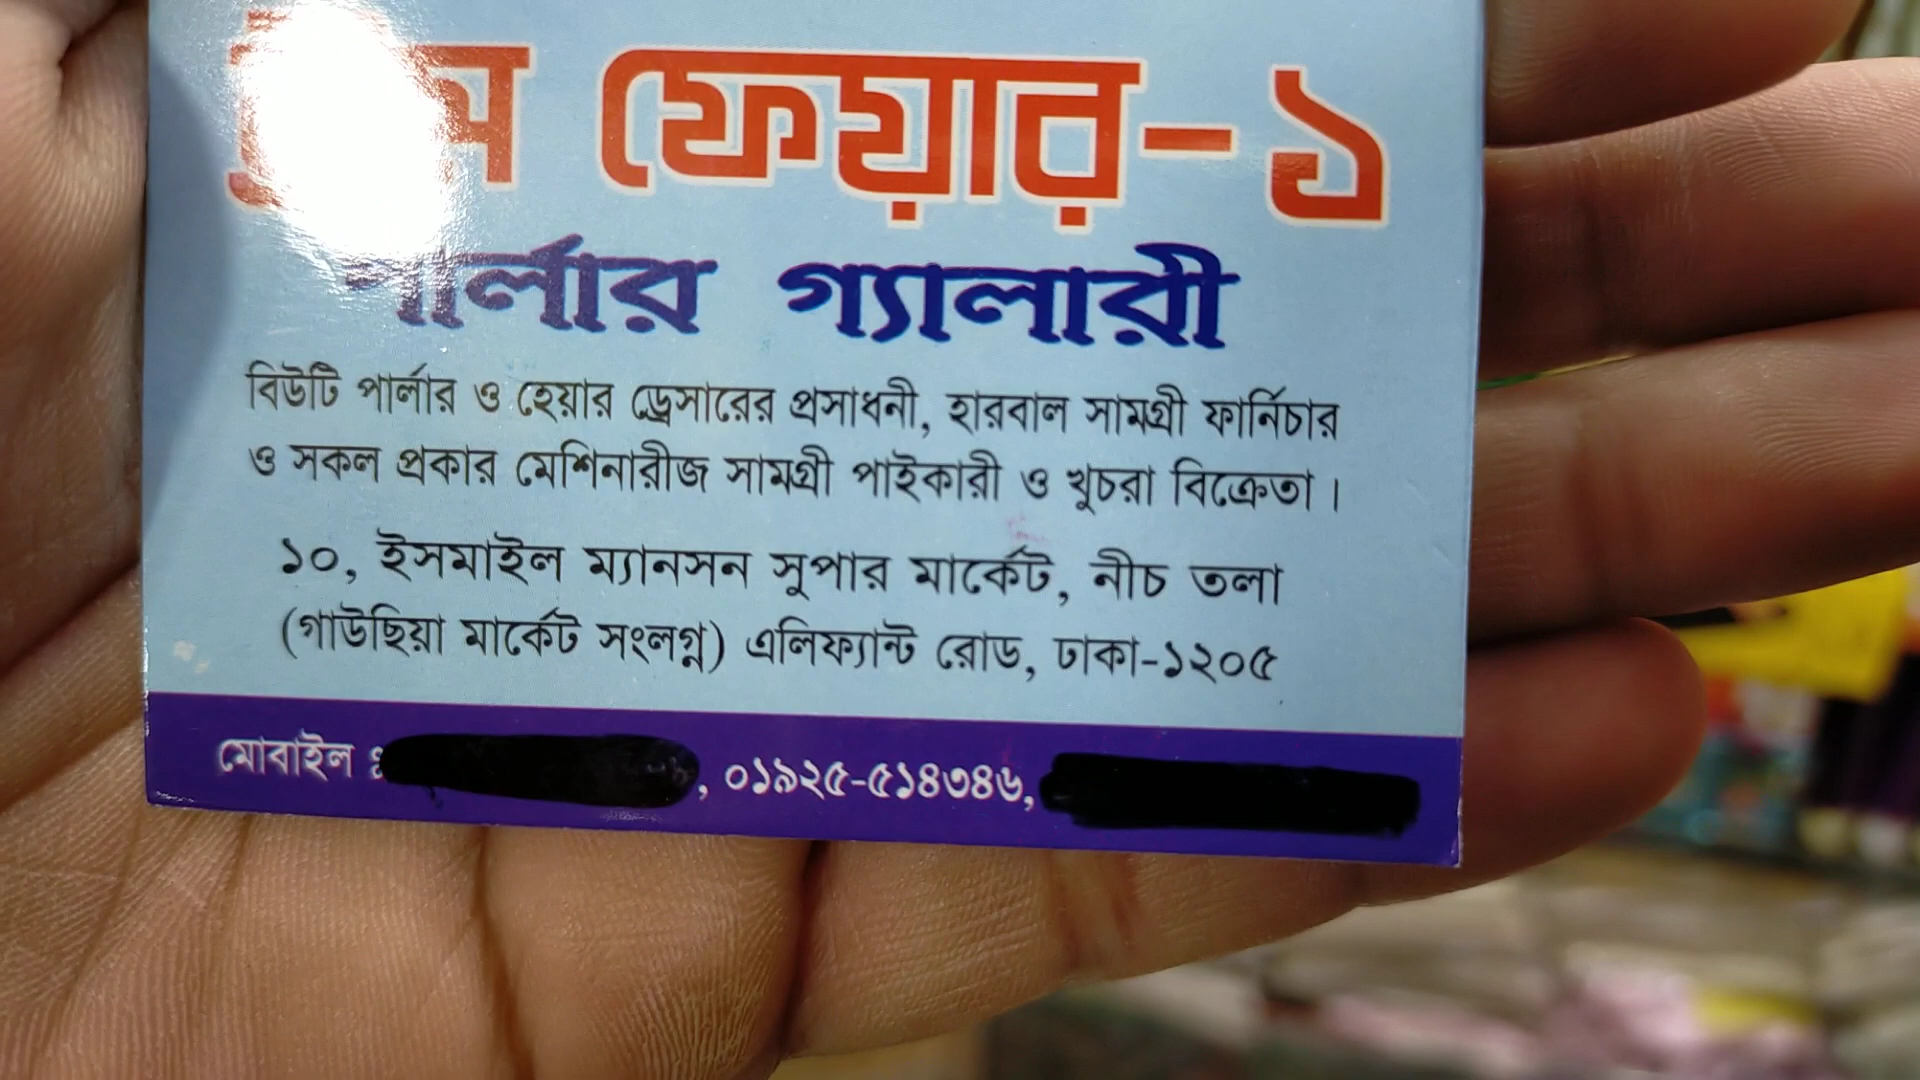 ফেয়ার-১
পার্লার গ্যালারী
বিউটি পার্লার ও হেয়ার ড্রেসারের প্রসাধনী, হারবাল সামগ্রী ফার্নিচার
ও সকল প্রকার মেশিনারীজ সামগ্রী পাইকারী ও খুচরা বিক্রেতা।
১০, ইসমাইল ম্যানসন সুপার মার্কেট, নীচ তলা
(গাউছিয়া মার্কেট সংলগ্ন) এলিফ্যান্ট রোড, ঢাকা-১২০৫
মোবাইল : , ০১৯২৫-৫১৪৩৪৬,